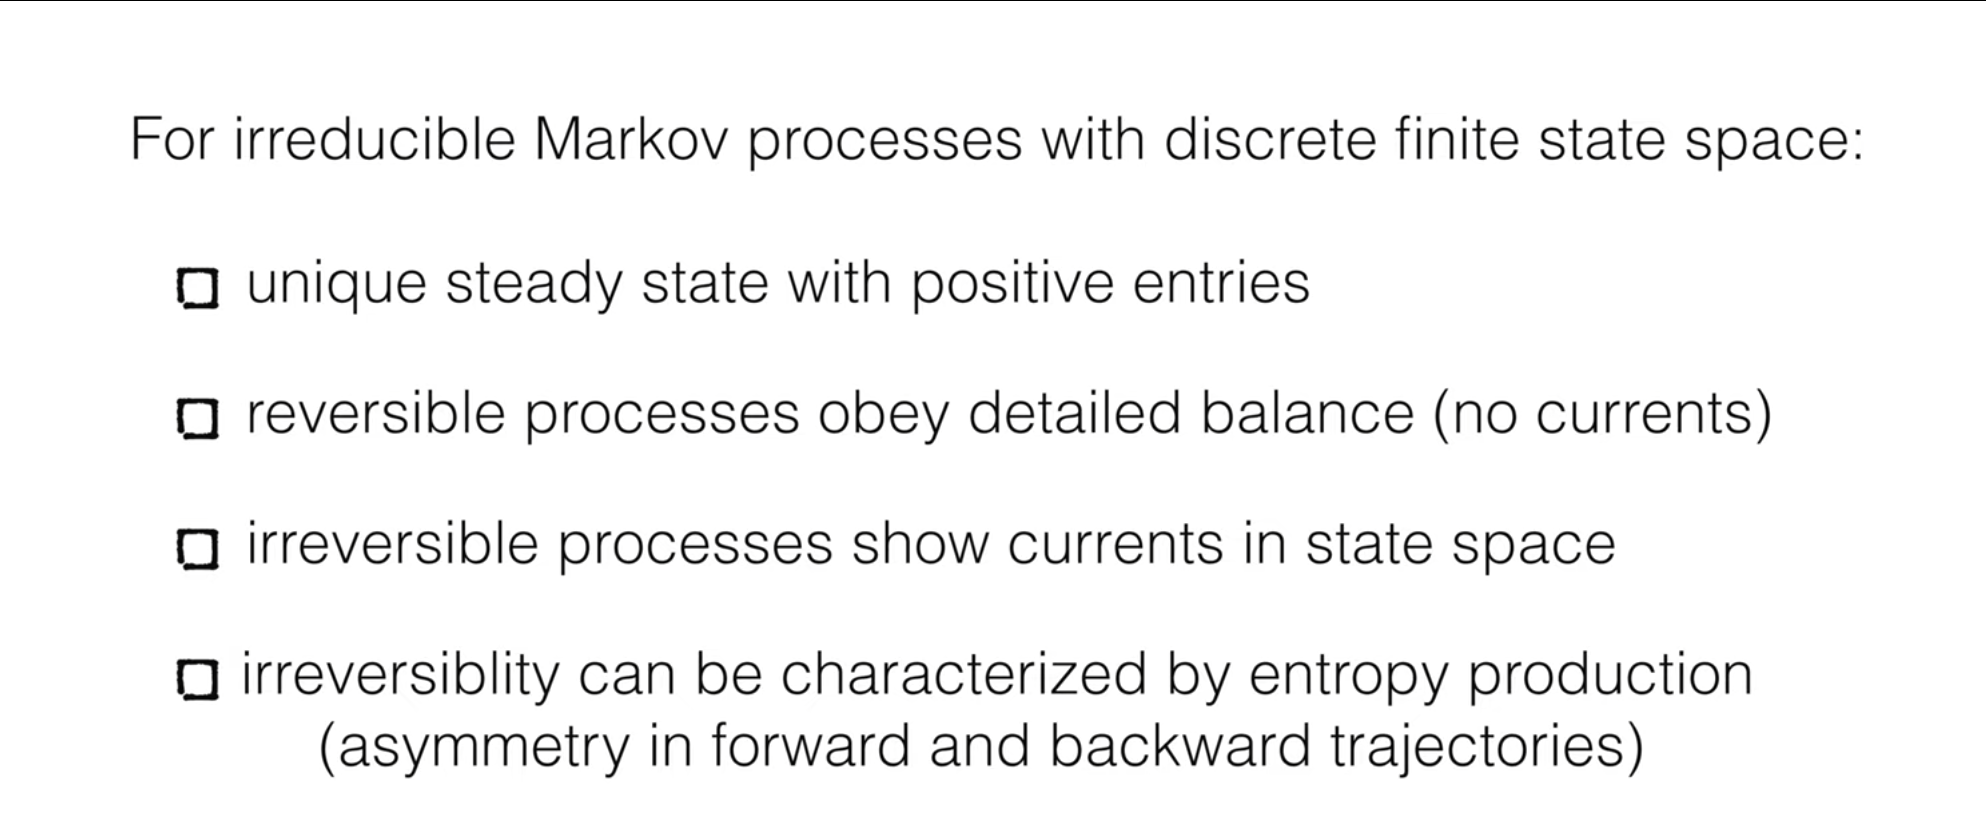 For irreducible Markov processes with discrete finite state space:
unique steady state with positive entries
reversible processes obey detailed balance (no currents)
irreversible processes show currents in state space
irreversiblity can be characterized by entropy production
(asymmetry in forward and backward trajectories)